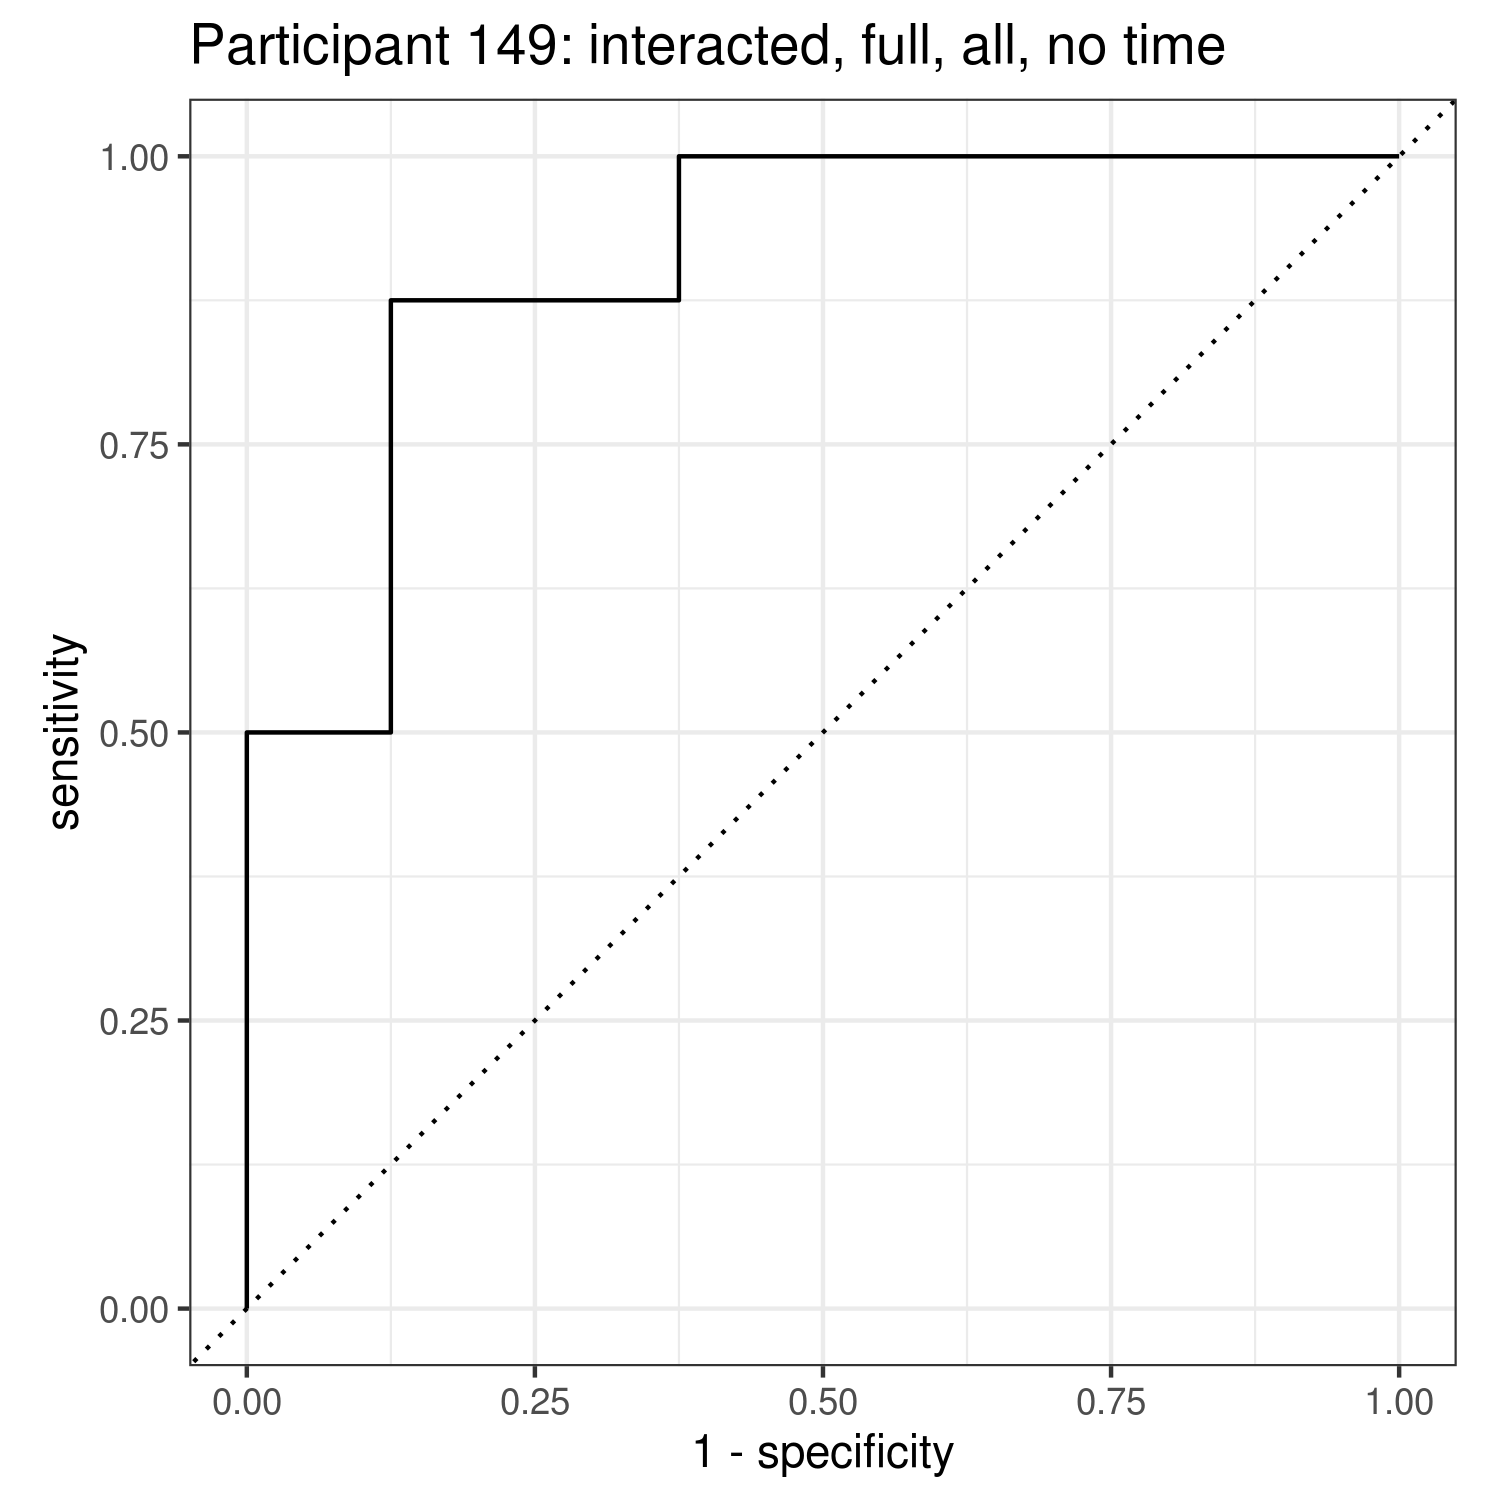 Participant 149: interacted, full, all, no time
1.00
0.75
0.50
0.25
0.00
sensitivity
0.00 0.25 0.50 0.75 1.00
1 - specificity